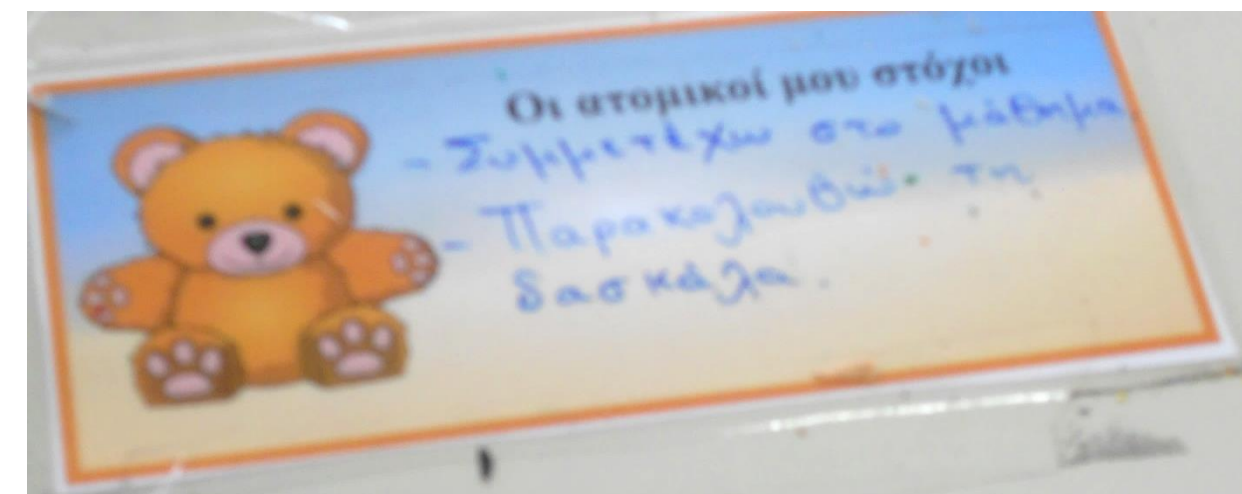 Οι ατομικοί μου στόχοι
- Συμμετέχω στο μάθημα
- Παρακολουθώ τη
δασκάλα.